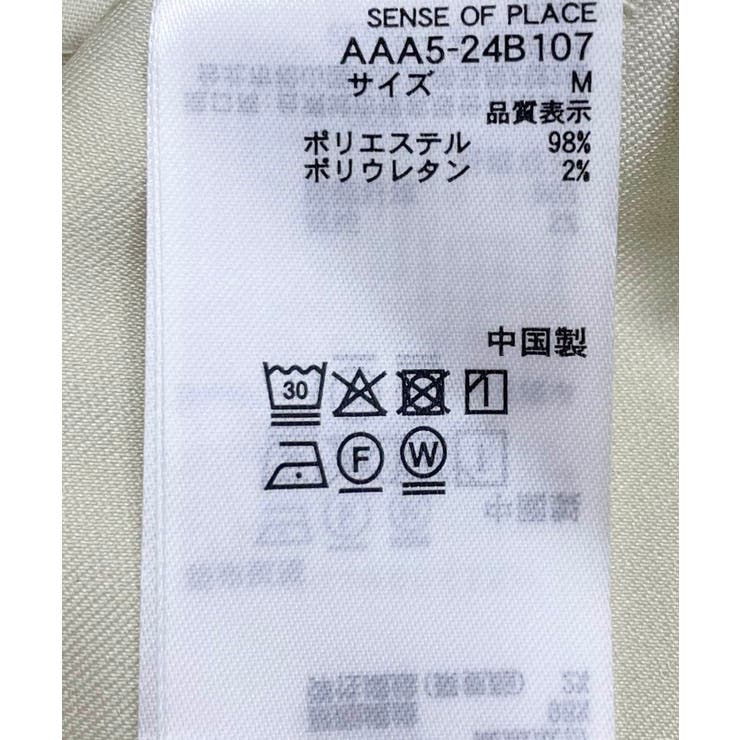 SENSE OF PLACE
AAA5-24B107
サイズ M
品質表示
ポリエステル 98%
ポリウレタン 2%
中国製
30
F W